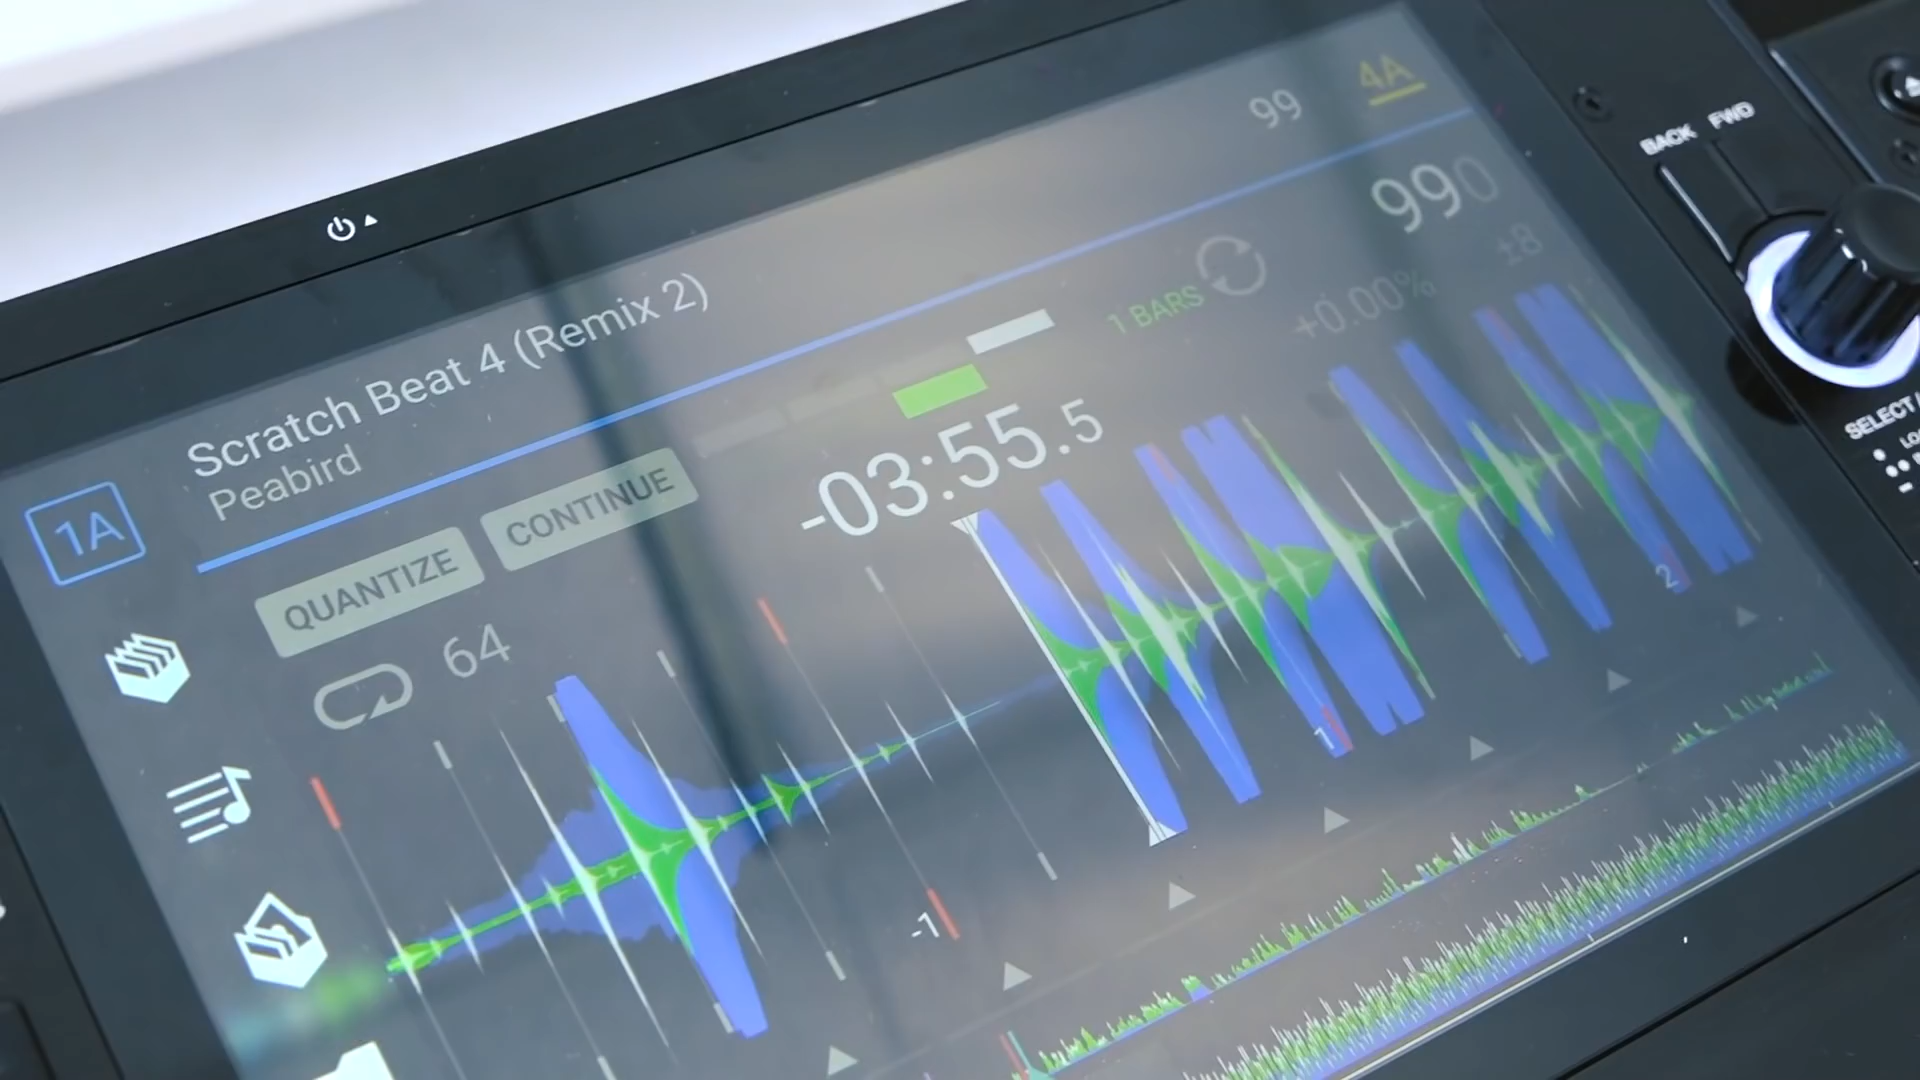 BACK FWD
99
4A
990
±8
+0.00%
Scratch Beat 4 (Remix 2)
Peabird
1A
1 BARS
-03:55.5
QUANTIZE
CONTINUE
64
SELECT
2
1
-1